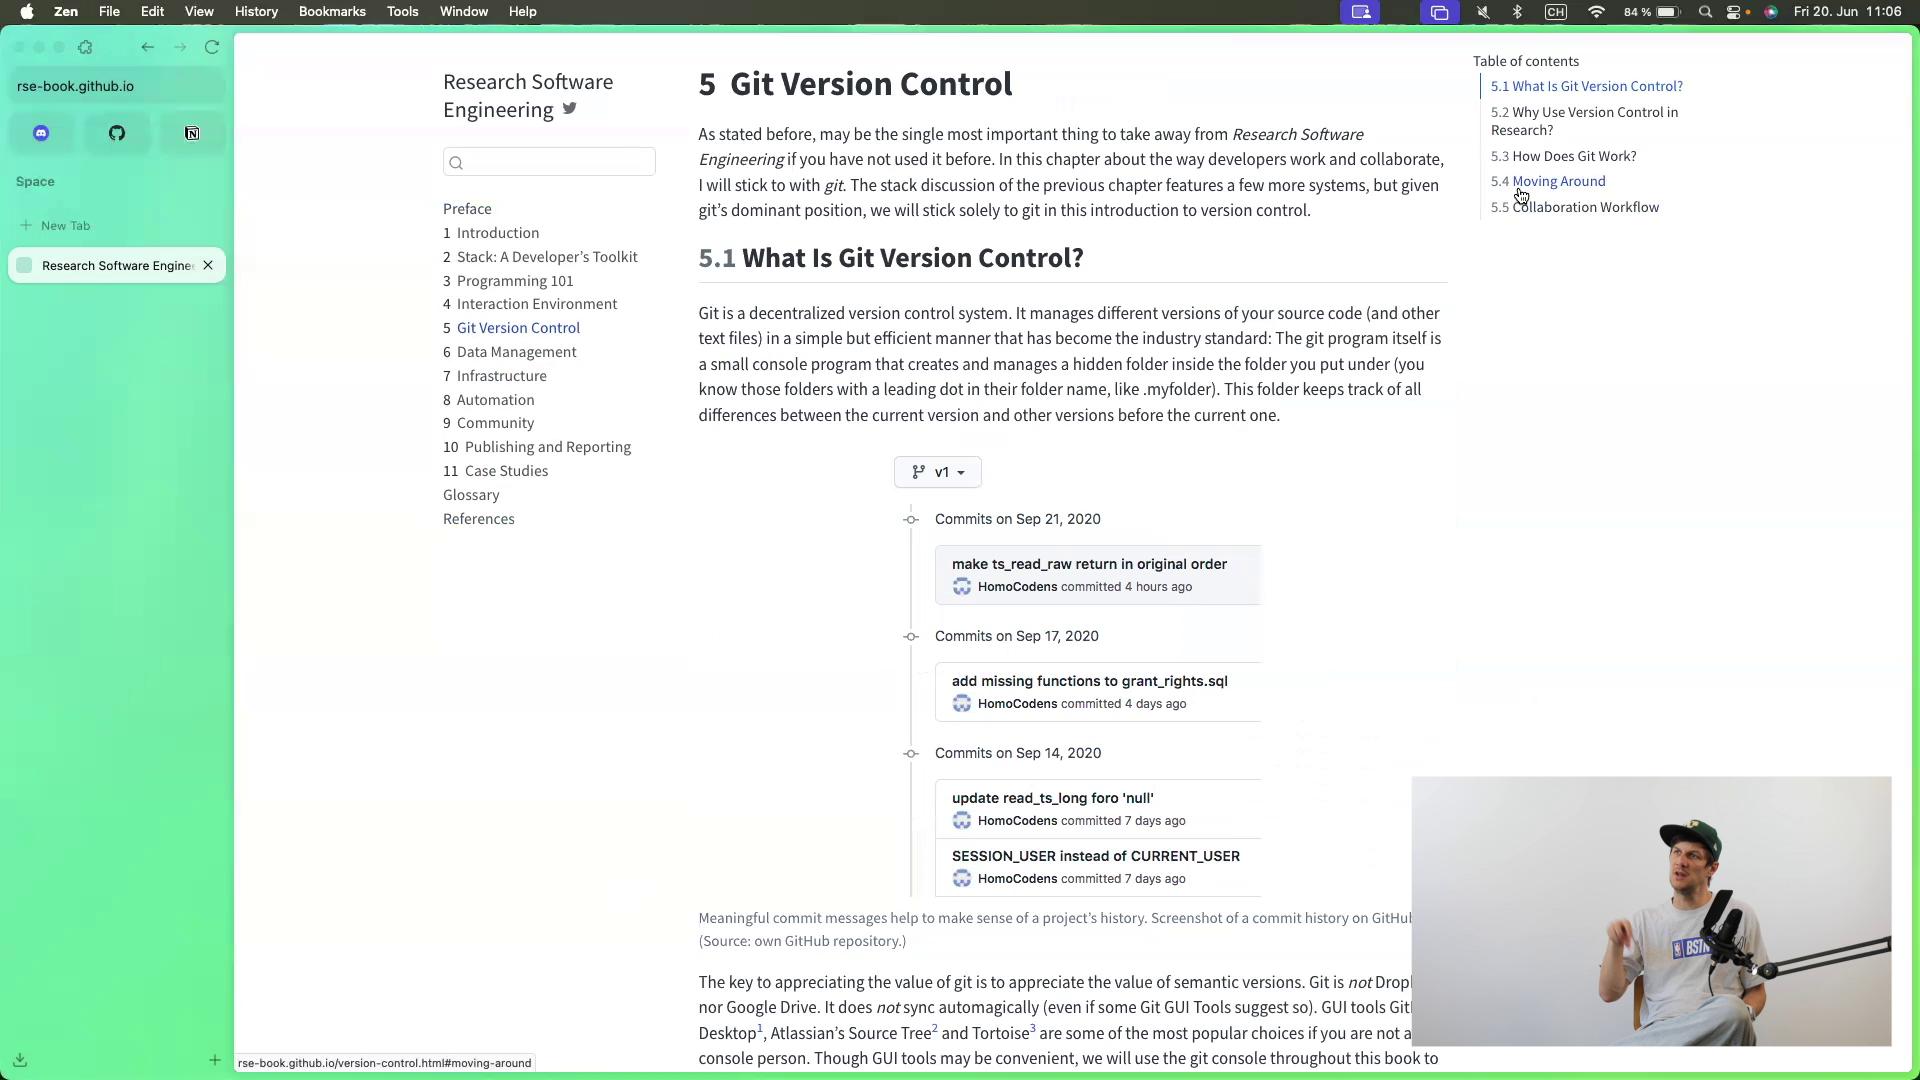 Zen File Edit View History Bookmarks Tools Window Help
CH 84 % Fri 20. Jun 11:06
rse-book.github.io
Space
New Tab
Research Software Enginee
Research Software
Engineering
Preface
1 Introduction
2 Stack: A Developer’s Toolkit
3 Programming 101
4 Interaction Environment
5 Git Version Control
6 Data Management
7 Infrastructure
8 Automation
9 Community
10 Publishing and Reporting
11 Case Studies
Glossary
References
5 Git Version Control
As stated before, may be the single most important thing to take away from Research Software
Engineering if you have not used it before. In this chapter about the way developers work and collaborate,
I will stick to with git. The stack discussion of the previous chapter features a few more systems, but given
git’s dominant position, we will stick solely to git in this introduction to version control.
5.1 What Is Git Version Control?
Git is a decentralized version control system. It manages different versions of your source code (and other
text files) in a simple but efficient manner that has become the industry standard: The git program itself is
a small console program that creates and manages a hidden folder inside the folder you put under (you
know those folders with a leading dot in their folder name, like .myfolder). This folder keeps track of all
differences between the current version and other versions before the current one.
v1
Commits on Sep 21, 2020
make ts_read_raw return in original order
HomoCodens committed 4 hours ago
Commits on Sep 17, 2020
add missing functions to grant_rights.sql
HomoCodens committed 4 days ago
Commits on Sep 14, 2020
update read_ts_long foro 'null'
HomoCodens committed 7 days ago
SESSION_USER instead of CURRENT_USER
HomoCodens committed 7 days ago
Meaningful commit messages help to make sense of a project’s history. Screenshot of a commit history on GitHub
(Source: own GitHub repository.)
The key to appreciating the value of git is to appreciate the value of semantic versions. Git is not Drop
nor Google Drive. It does not sync automagically (even if some Git GUI Tools suggest so). GUI tools Git
Desktop1, Atlassian’s Source Tree2 and Tortoise3 are some of the most popular choices if you are not a
console person. Though GUI tools may be convenient, we will use the git console throughout this book to
Table of contents
5.1 What Is Git Version Control?
5.2 Why Use Version Control in
Research?
5.3 How Does Git Work?
5.4 Moving Around
5.5 Collaboration Workflow
rse-book.github.io/version-control.html#moving-around